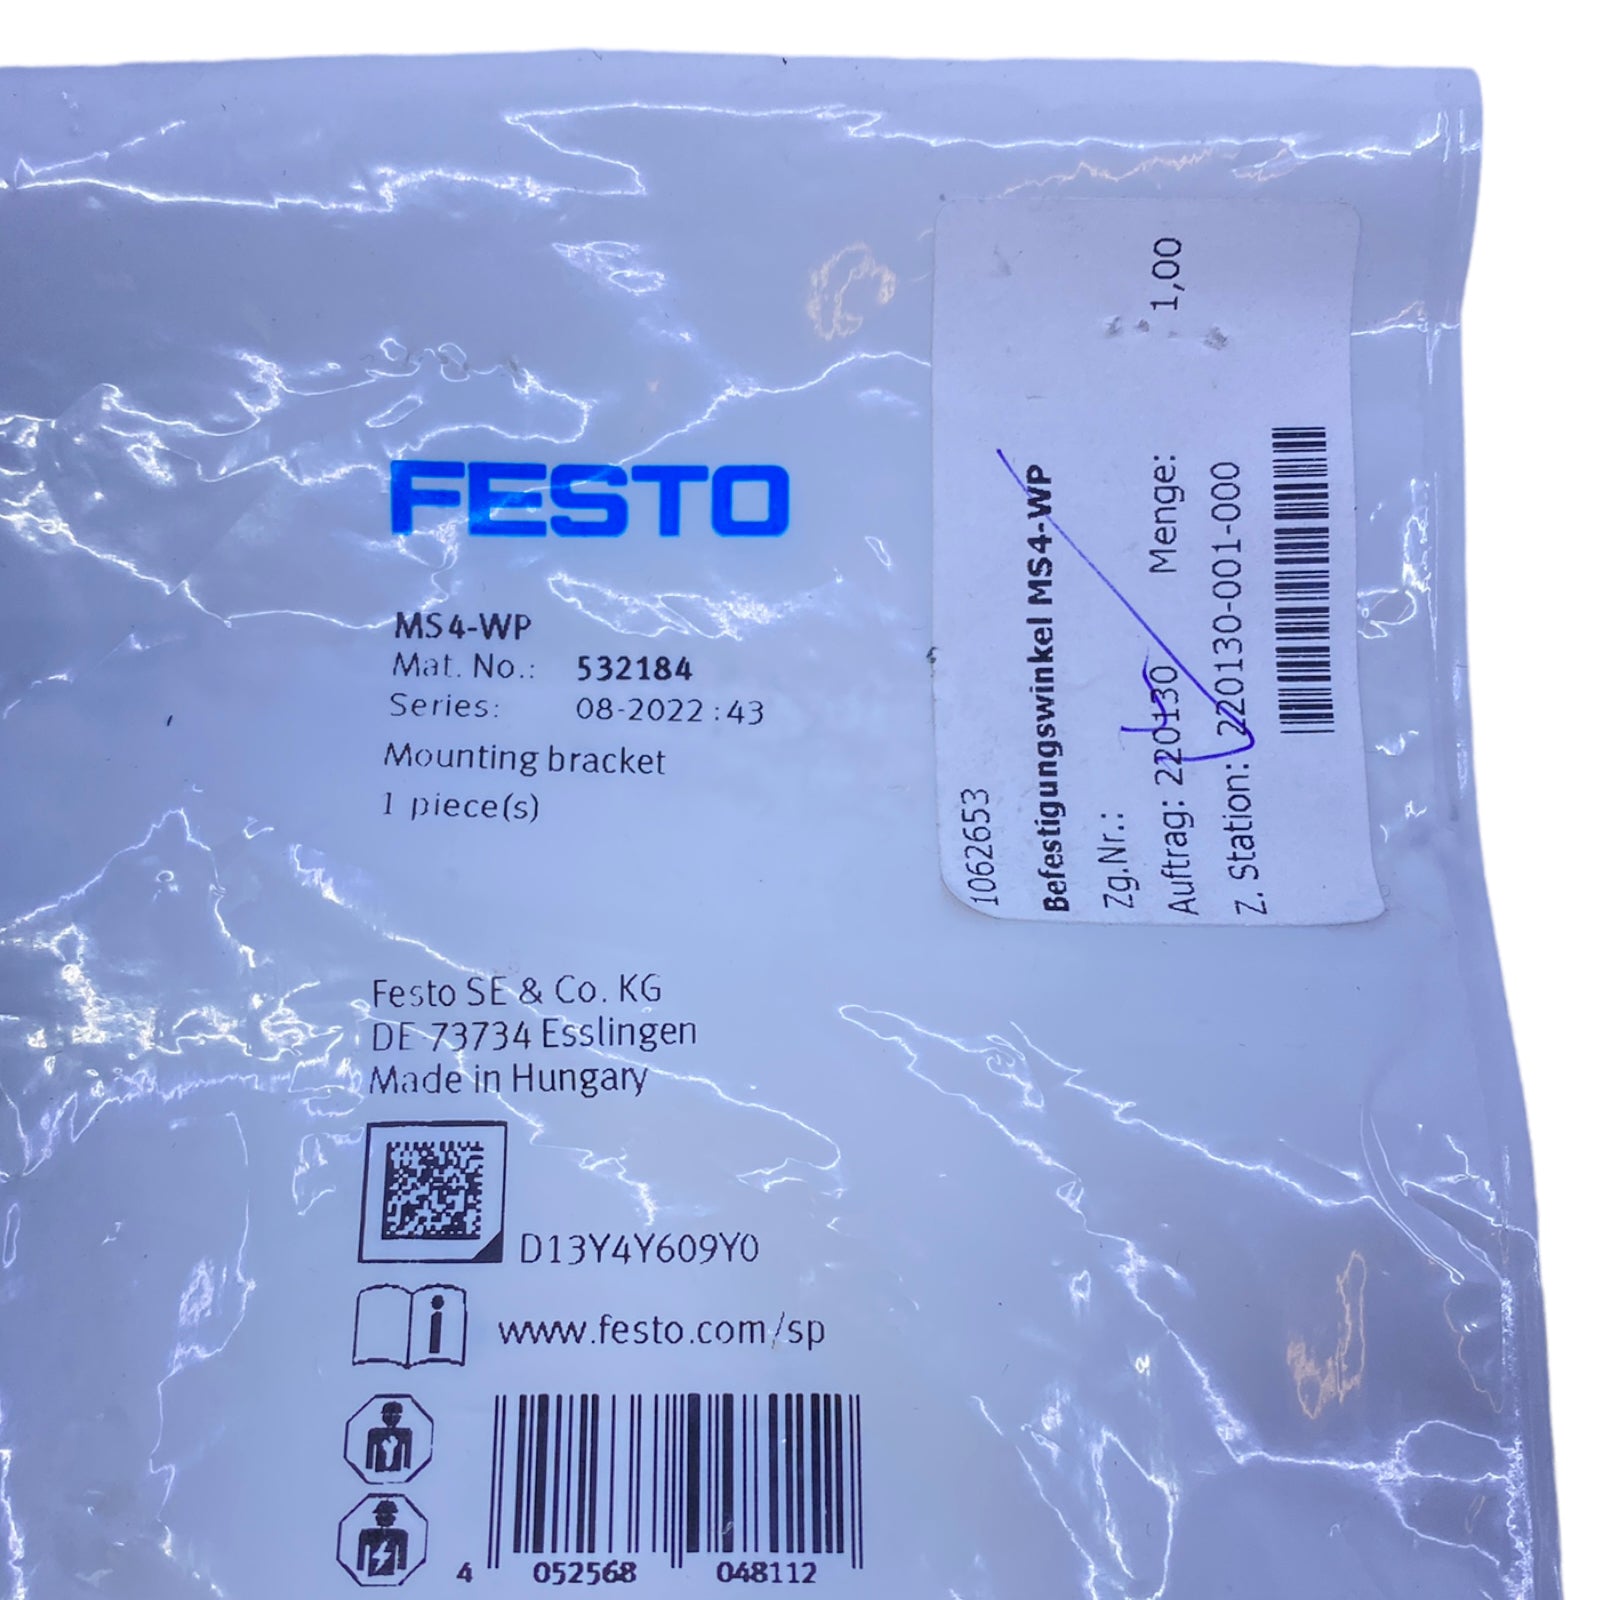 FESTO
MS4-WP
Mat. No.: 532184
Series: 08-2022 : 43
Mounting bracket
1 piece(s)
Festo SE & Co. KG
DE-73734 Esslingen
Made in Hungary
D13Y4Y609Y0
www.festo.com/sp
4 052568 048112
1062653
Befestigungswinkel MS4-WP
Zg.Nr.:
Auftrag: 220130 Menge: 1,00
Z. Station: 220130-001-000